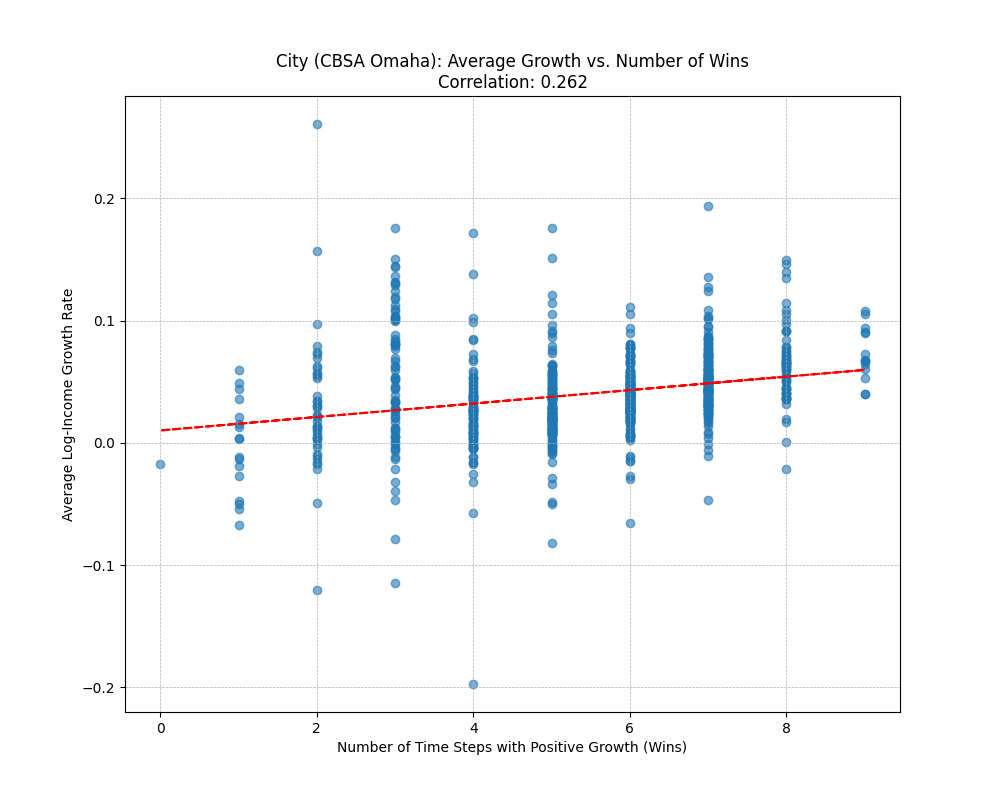 City (CBSA Omaha): Average Growth vs. Number of Wins
Correlation: 0.262
Average Log-Income Growth Rate
0.2
0.1
0.0
−0.1
−0.2
0 2 4 6 8
Number of Time Steps with Positive Growth (Wins)